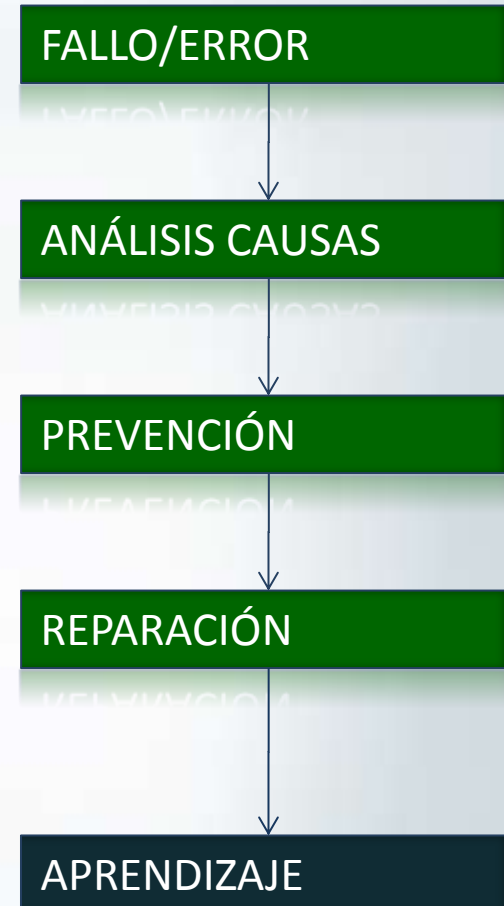 FALLO/ERROR
ANÁLISIS CAUSAS
PREVENCIÓN
REPARACIÓN
APRENDIZAJE